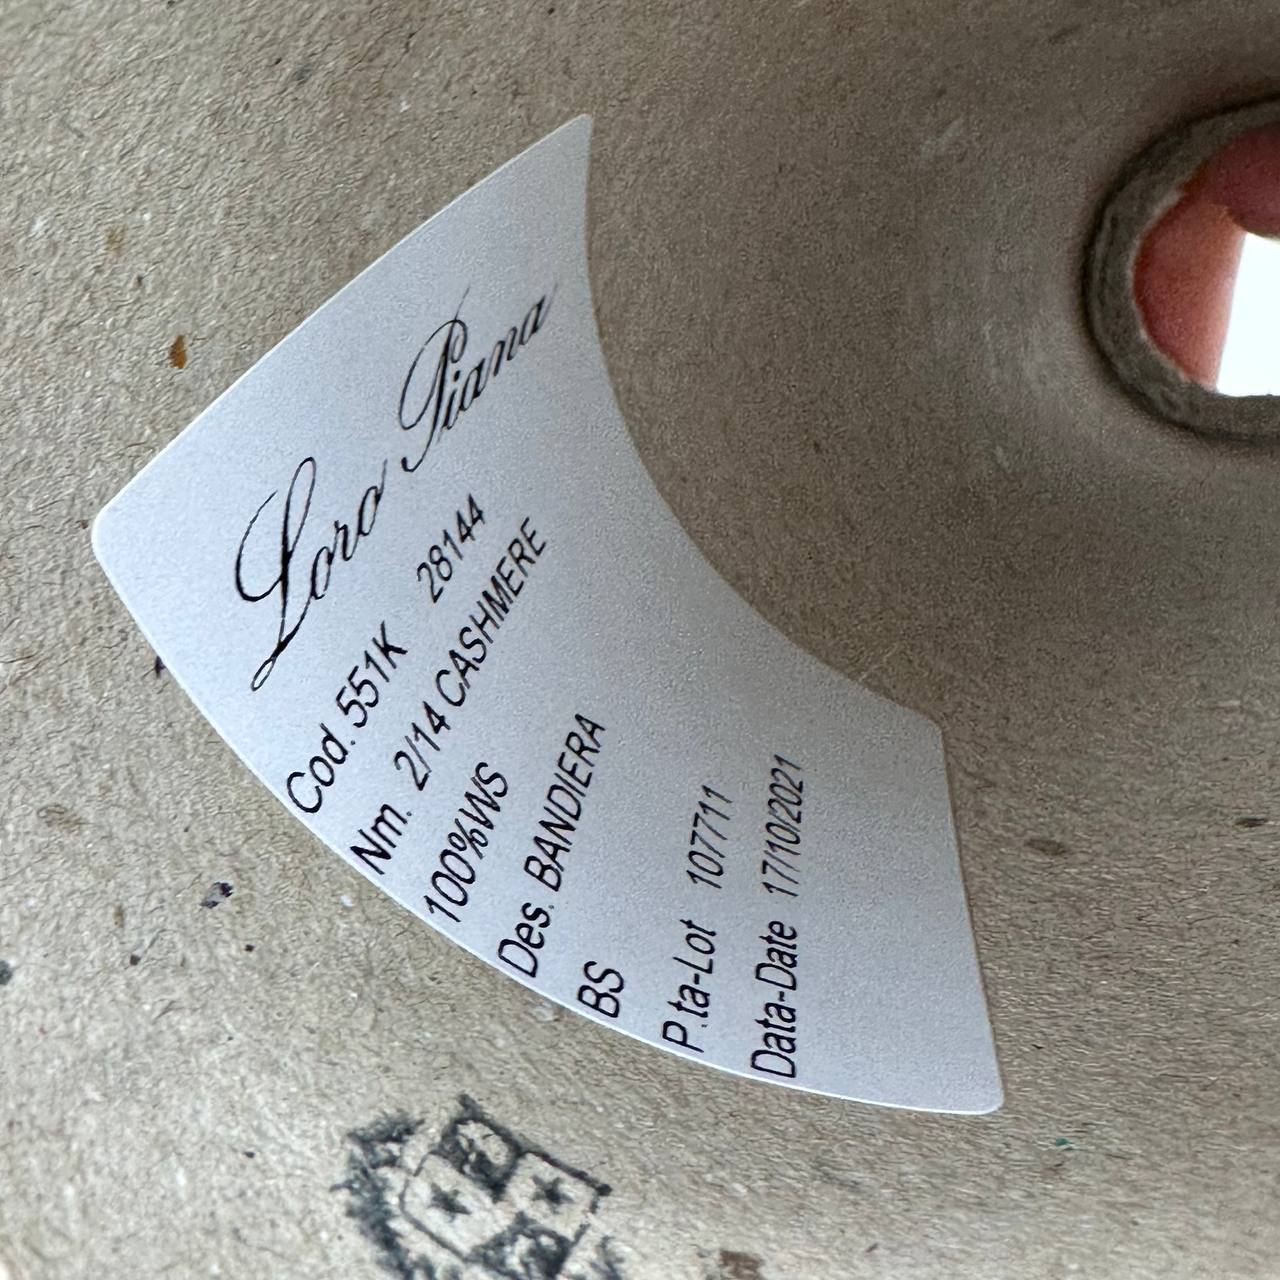 Loro Piana
Cod. 551K 28144
Nm. 2/14 CASHMERE
100%WS
Des. BANDIERA
BS
P.ta-Lot 107711
Data-Date 17/10/2021